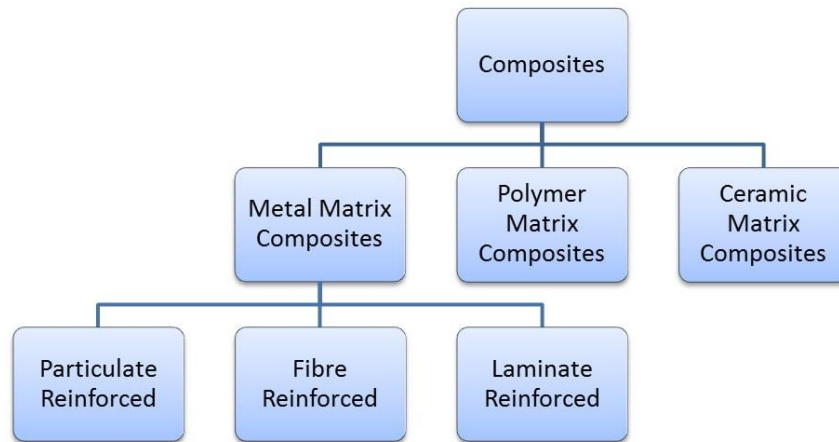 Composites
Metal Matrix
Composites
Polymer
Matrix
Composites
Ceramic
Matrix
Composites
Particulate
Reinforced
Fibre
Reinforced
Laminate
Reinforced